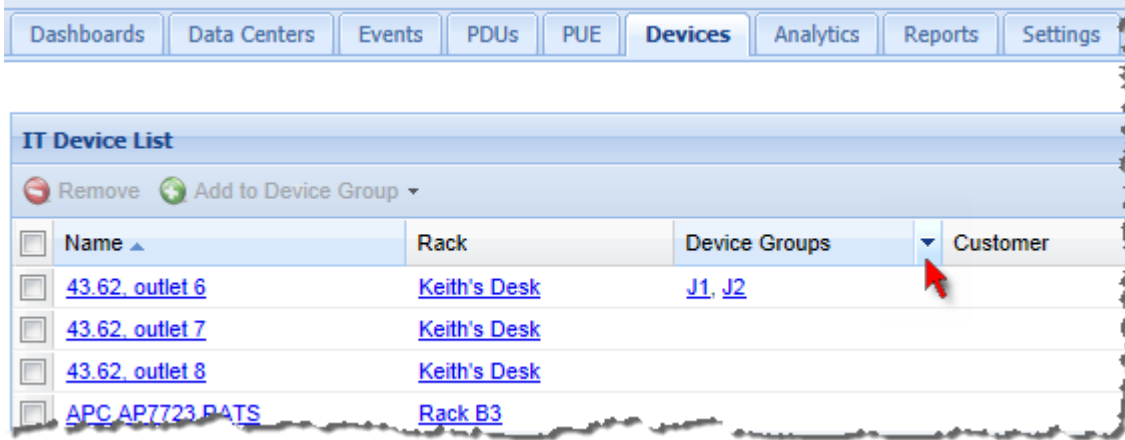 Dashboards Data Centers Events PDUs PUE Devices Analytics Reports Settings
IT Device List
Remove Add to Device Group
Name Rack Device Groups Customer
43.62, outlet 6 Keith's Desk J1, J2
43.62, outlet 7 Keith's Desk
43.62, outlet 8 Keith's Desk
APC AP7723 RATS Rack B3